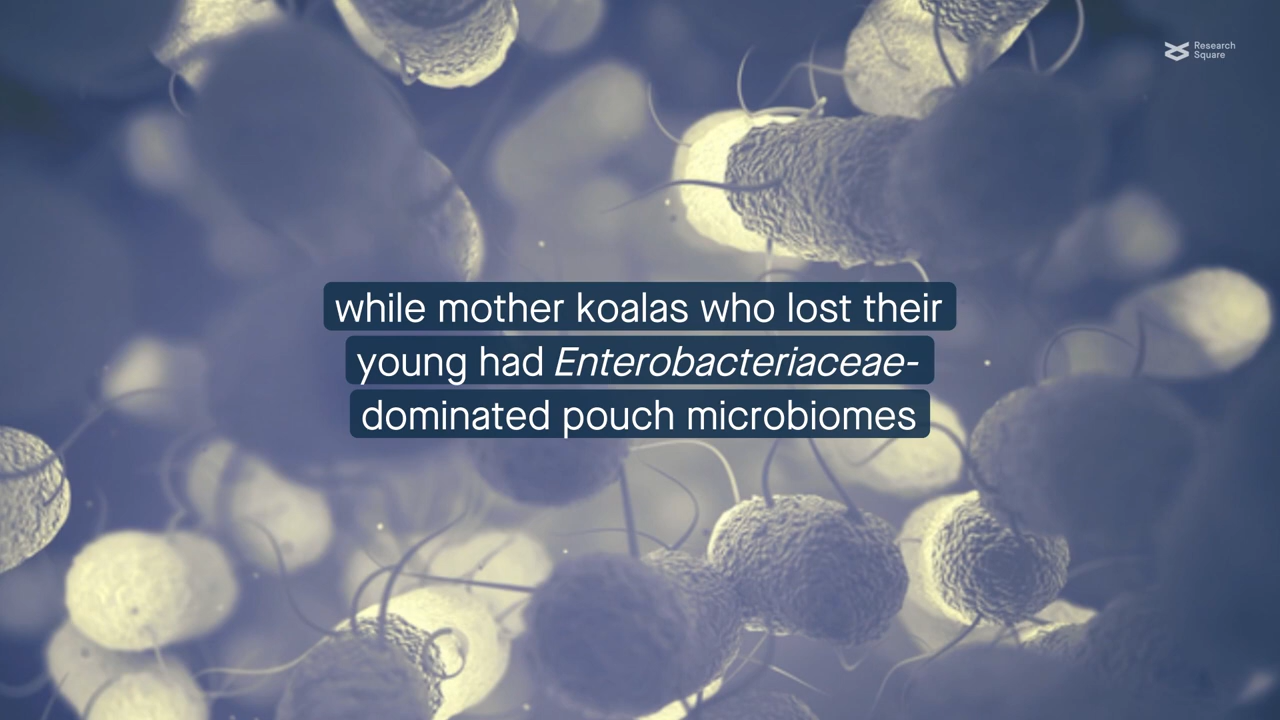 Research
Square
while mother koalas who lost their
young had Enterobacteriaceae-
dominated pouch microbiomes